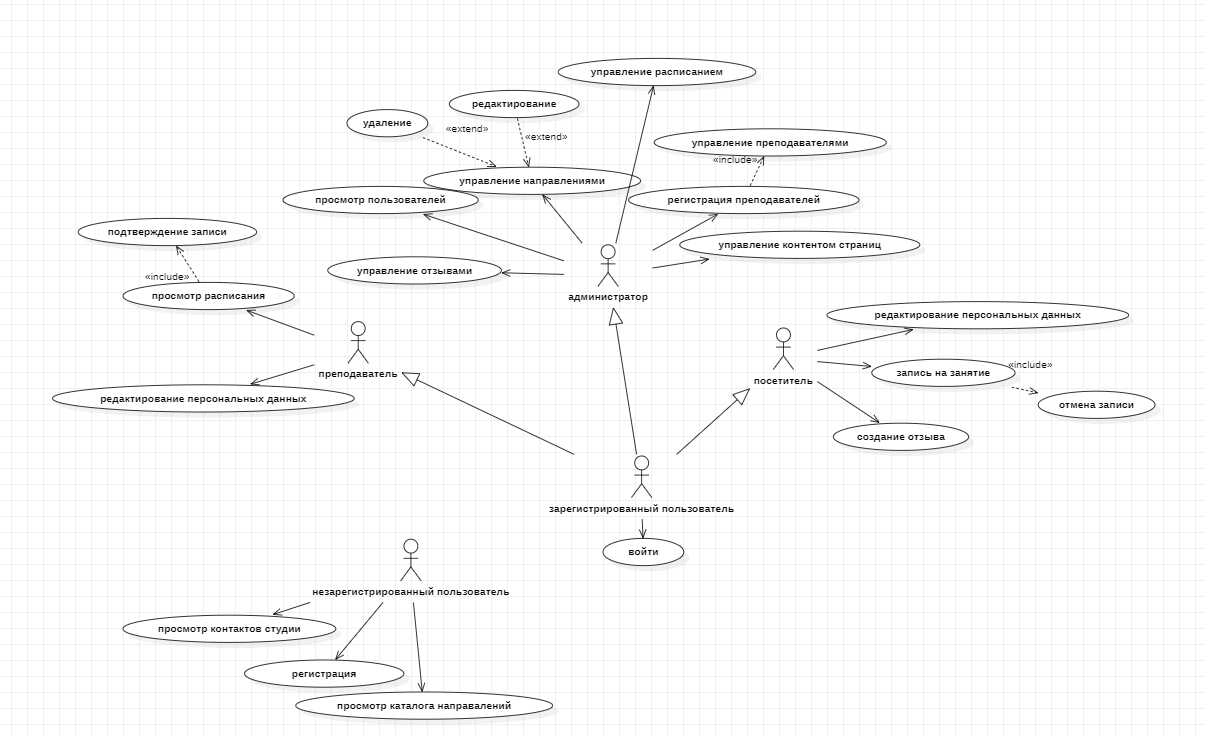 управление расписанием
редактирование
удаление
«extend»
«extend»
управление преподавателями
«include»
управление направлениями
просмотр пользователей
регистрация преподавателей
подтверждение записи
управление контентом страниц
управление отзывами
«include»
просмотр расписания
администратор
редактирование персональных данных
«include»
преподаватель
посетитель
запись на занятие
редактирование персональных данных
отмена записи
создание отзыва
зарегистрированный пользователь
войти
незарегистрированный пользователь
просмотр контактов студии
регистрация
просмотр каталога направалений